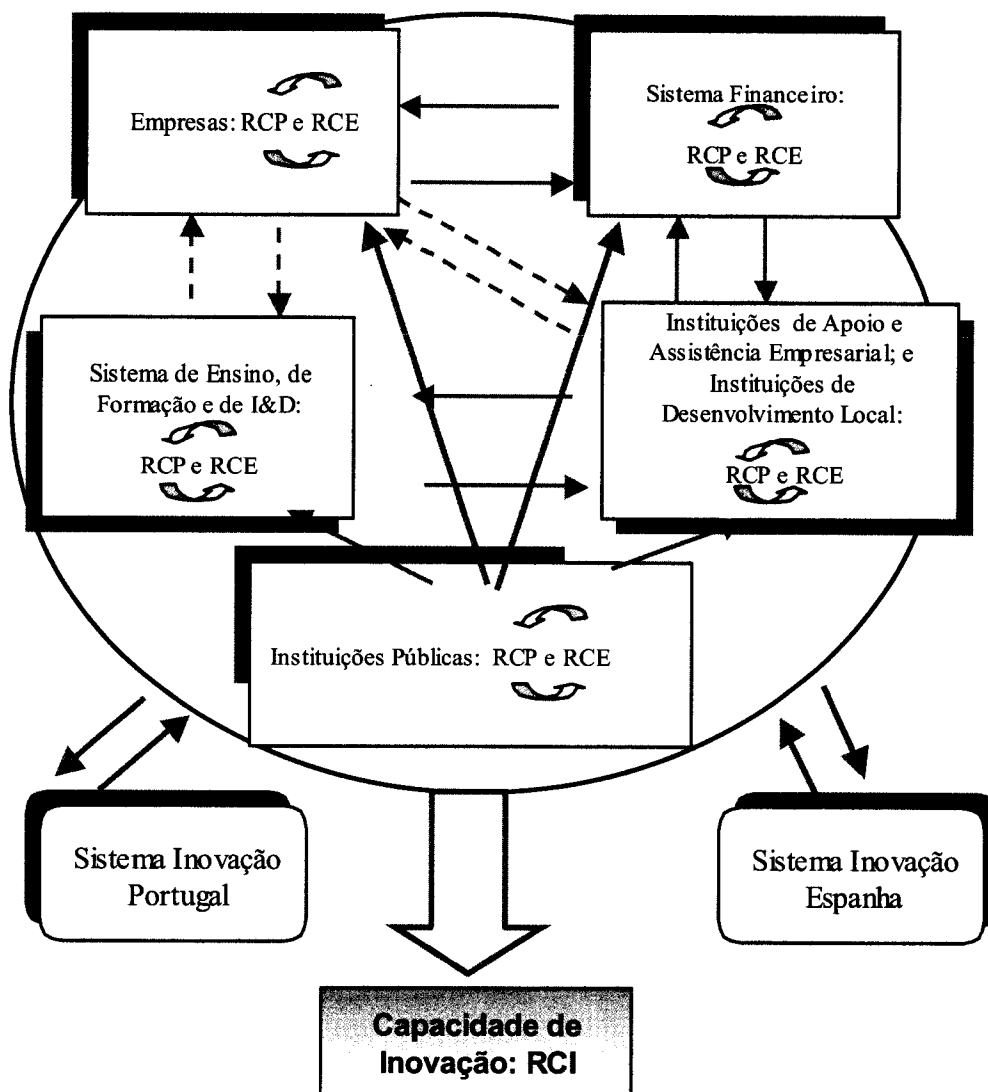 Empresas: RCP e RCE
Sistema Financeiro:
RCP e RCE
Sistema de Ensino, de
Formação e de I&D:
RCP e RCE
Instituições de Apoio e
Assistência Empresarial; e
Instituições de
Desenvolvimento Local:
RCP e RCE
Instituições Públicas: RCP e RCE
Sistema Inovação
Portugal
Sistema Inovação
Espanha
Capacidade de
Inovação: RCI